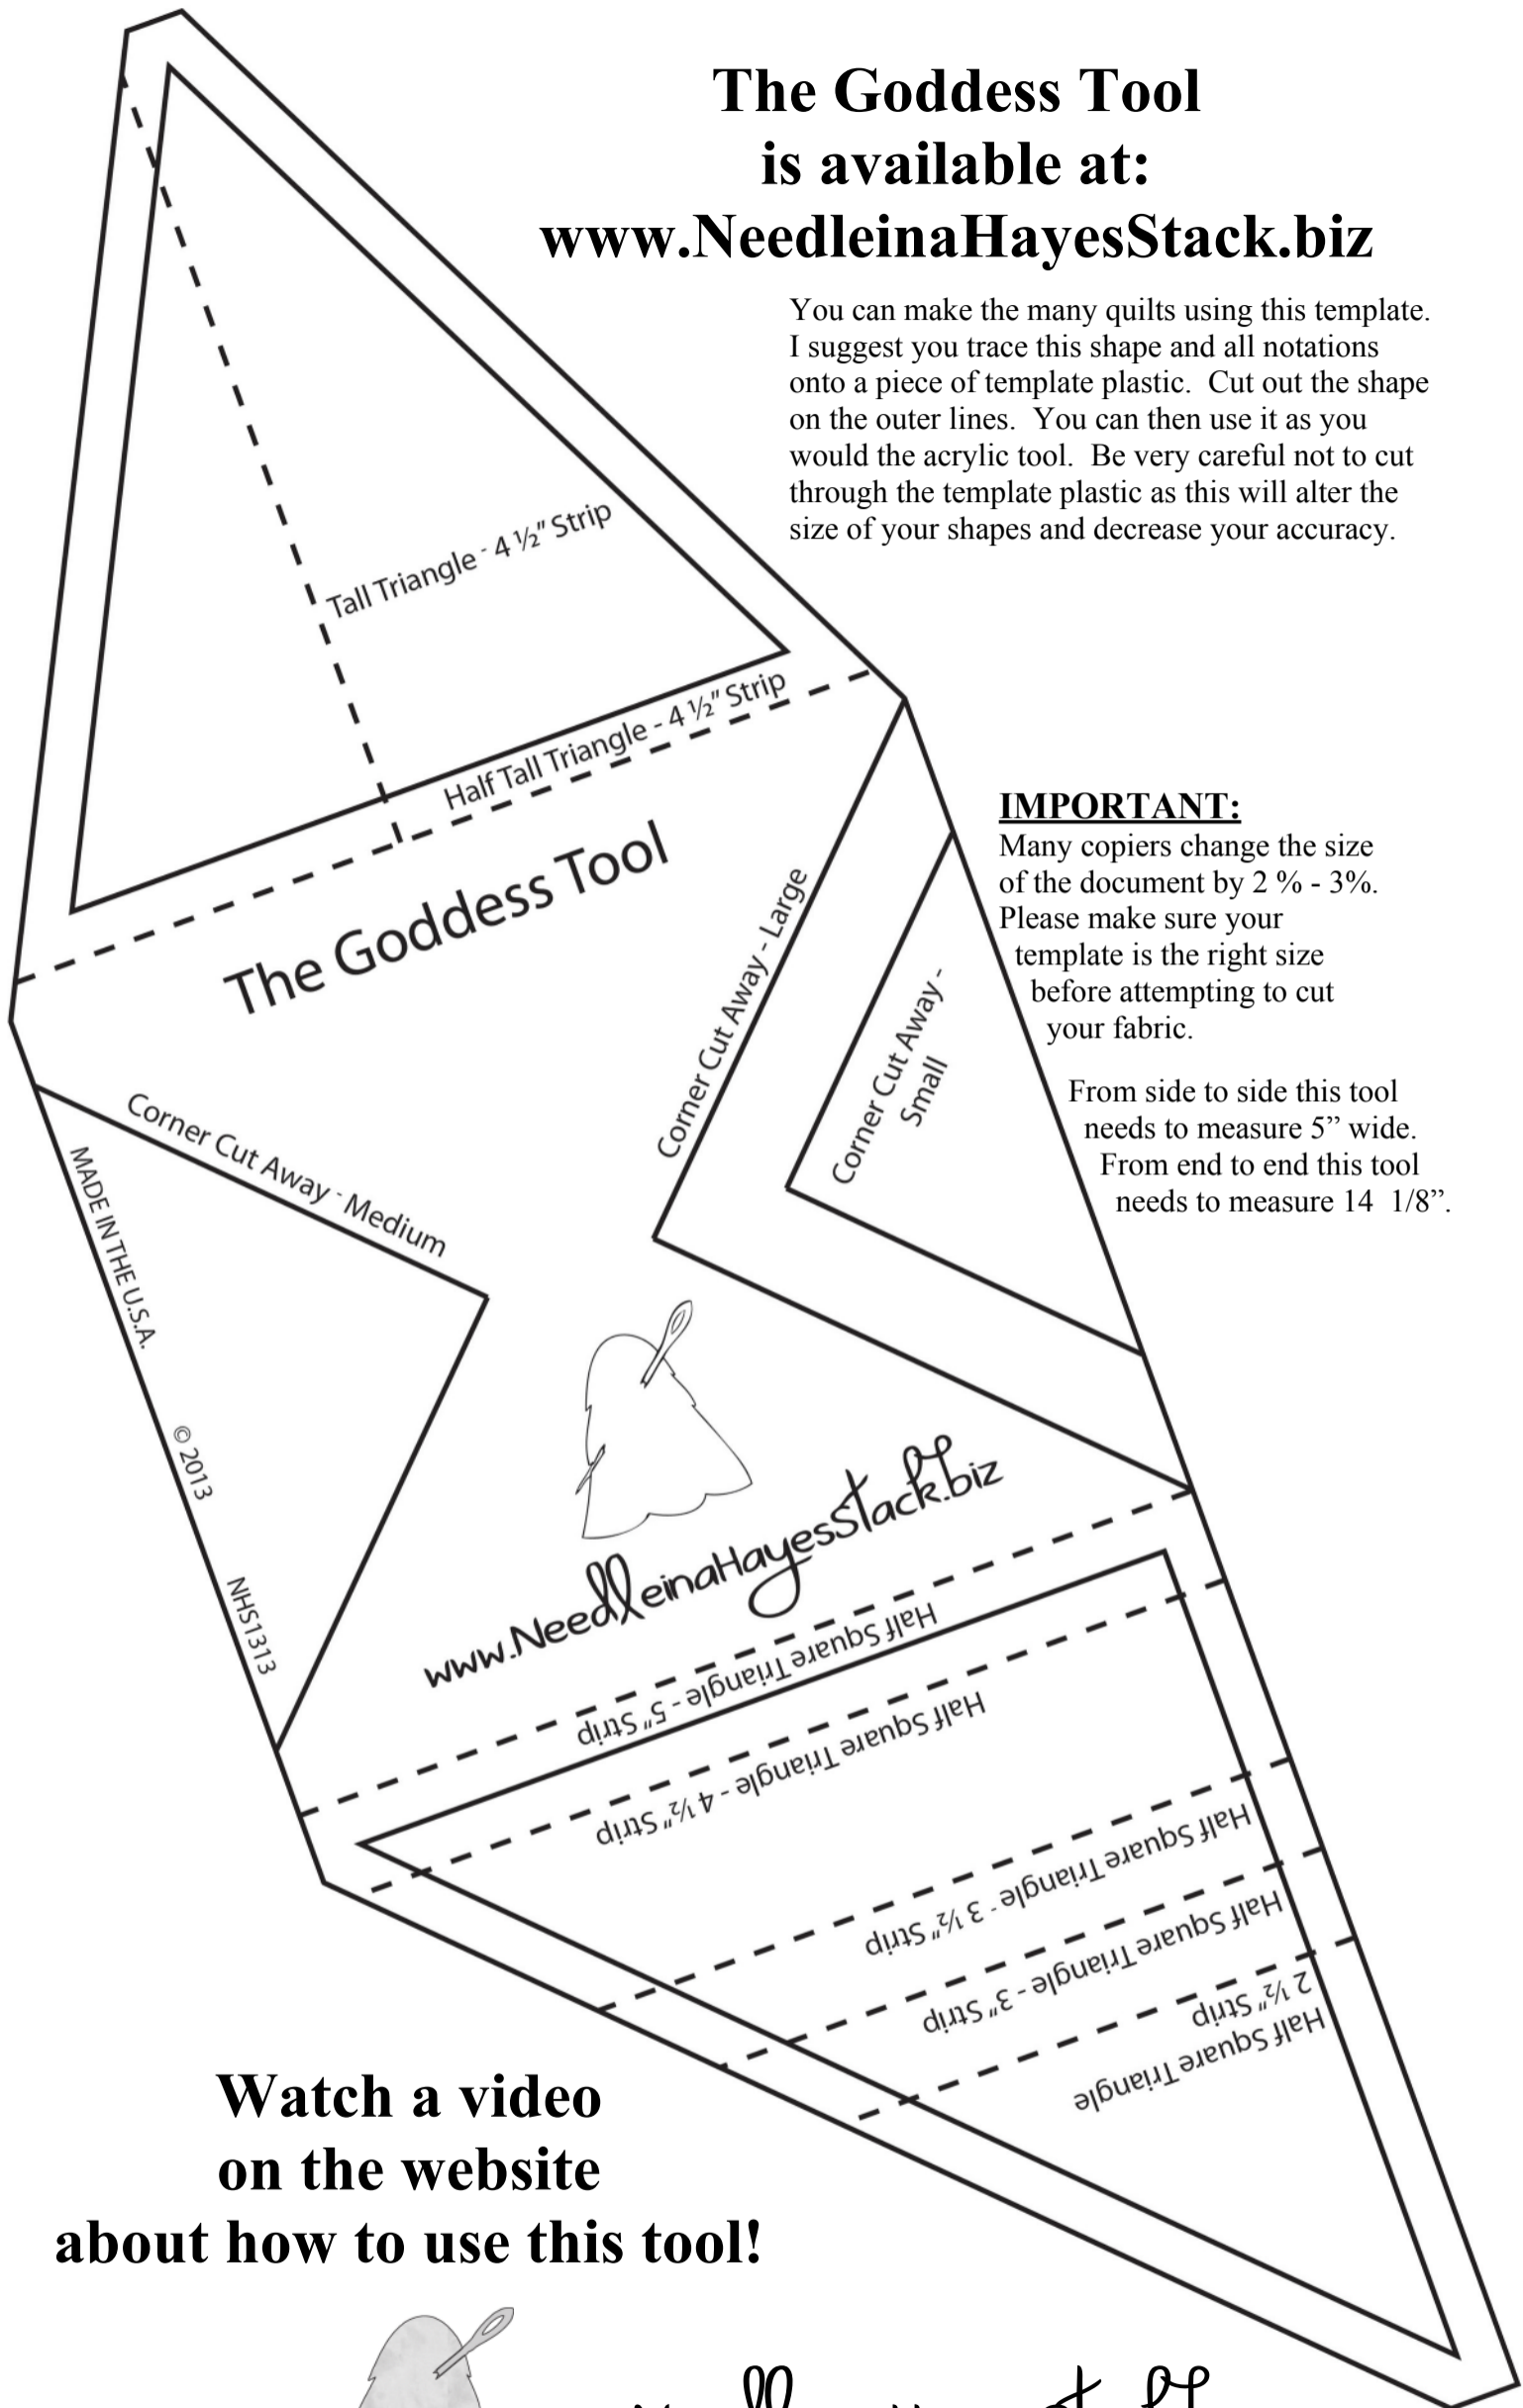 The Goddess Tool
is available at:
www.NeedleinaHayesStack.biz
You can make the many quilts using this template.
I suggest you trace this shape and all notations
onto a piece of template plastic.  Cut out the shape
on the outer lines.  You can then use it as you
would the acrylic tool.  Be very careful not to cut
through the template plastic as this will alter the
size of your shapes and decrease your accuracy.
Tall Triangle - 4 ½" Strip
Half Tall Triangle - 4 ½" Strip
The Goddess Tool
IMPORTANT:
Many copiers change the size
of the document by 2 % - 3%.
Please make sure your
template is the right size
before attempting to cut
your fabric.
From side to side this tool
needs to measure 5” wide.
From end to end this tool
needs to measure 14  1/8”.
Corner Cut Away - Large
Corner Cut Away -
Small
Corner Cut Away - Medium
MADE IN THE U.S.A.
© 2013
NHS1313
www.NeedleinaHayesStack.biz
Half Square Triangle - 5" Strip
Half Square Triangle - 4 ½" Strip
Half Square Triangle - 3 ½" Strip
Half Square Triangle - 3" Strip
Half Square Triangle
2 ½" Strip
Watch a video
on the website
about how to use this tool!